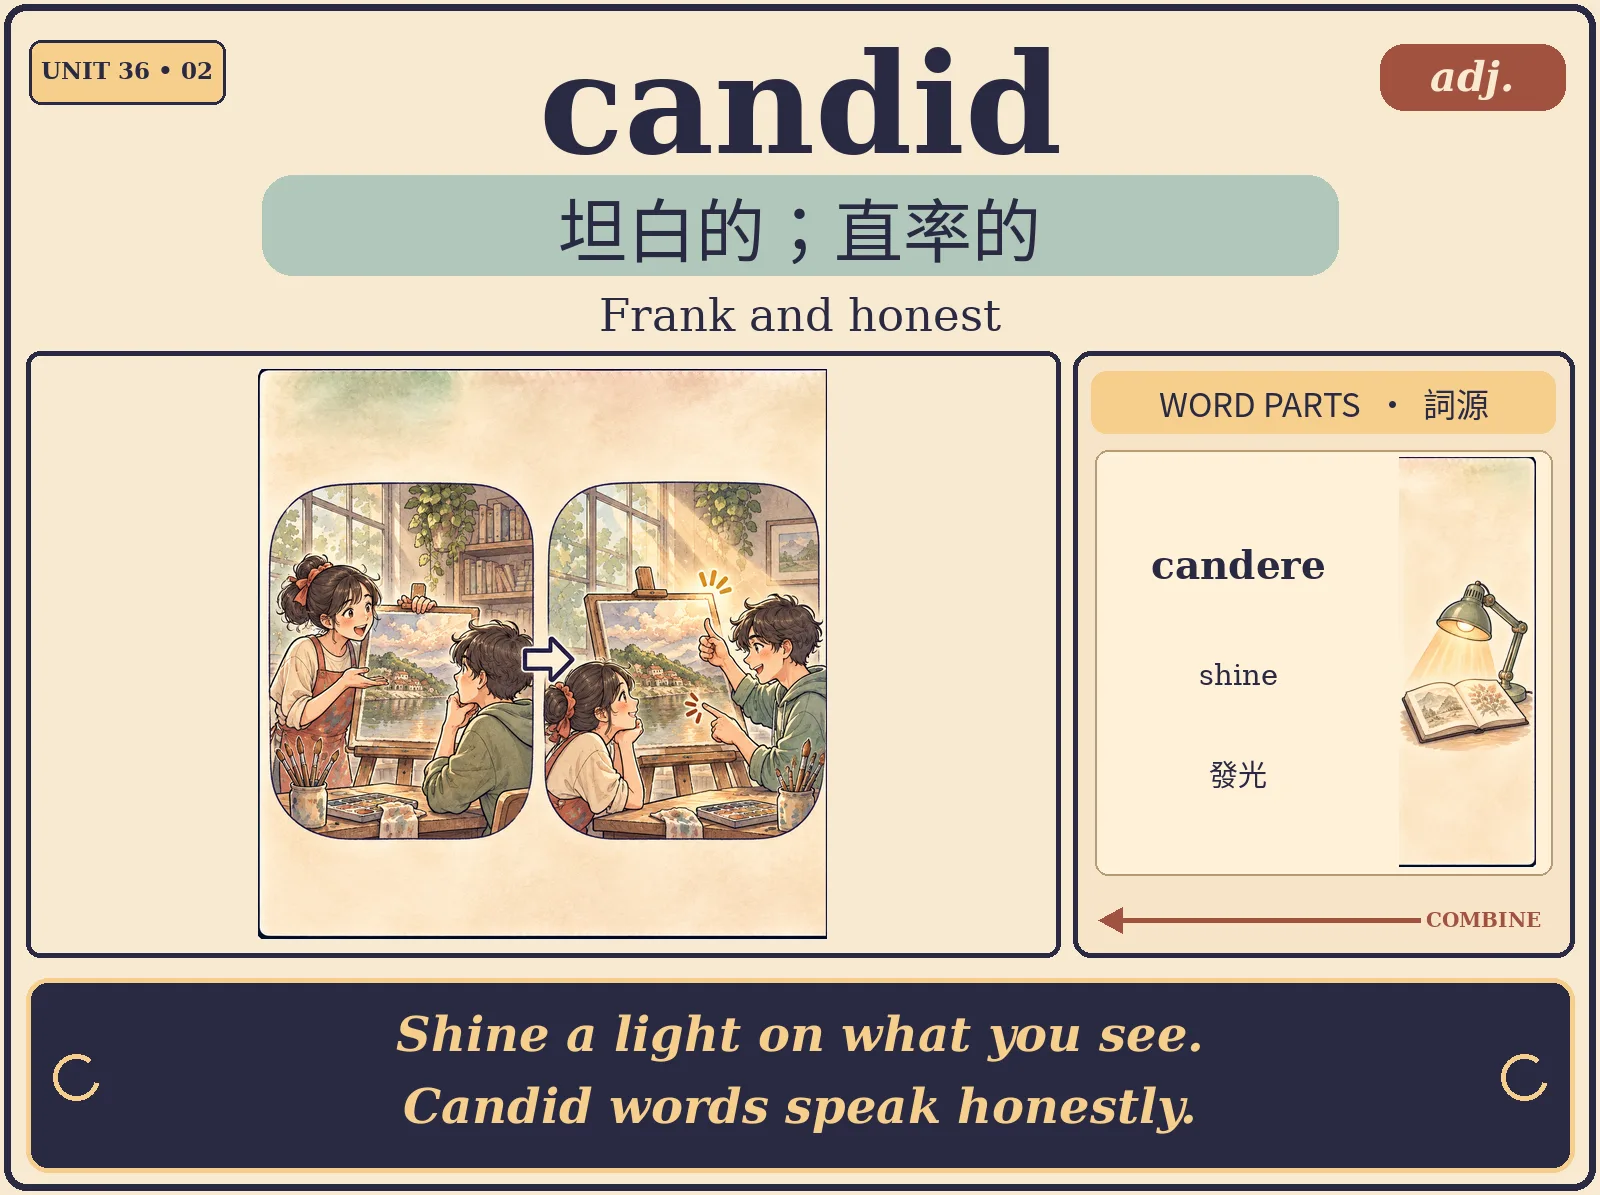 UNIT 36 • 02
candid
adj.
坦白的；直率的
Frank and honest
WORD PARTS ・ 詞源
candere
shine
發光
COMBINE
Shine a light on what you see.
Candid words speak honestly.